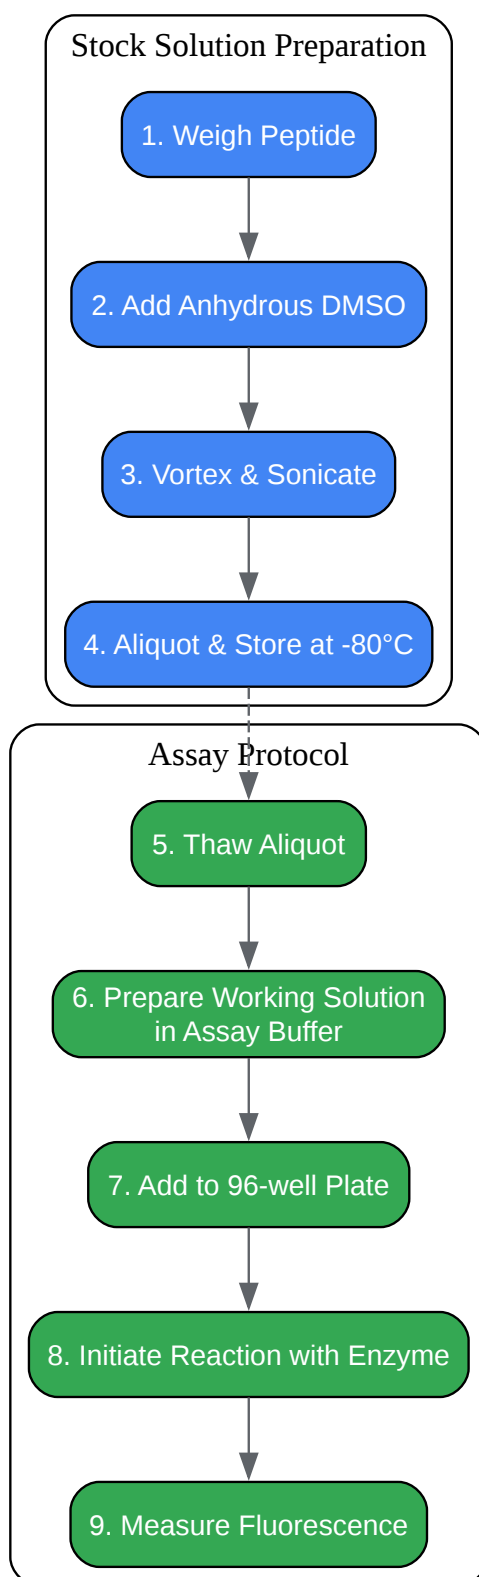 Stock Solution Preparation
1. Weigh Peptide
2. Add Anhydrous DMSO
3. Vortex & Sonicate
4. Aliquot & Store at -80°C
Assay Protocol
5. Thaw Aliquot
6. Prepare Working Solution
in Assay Buffer
7. Add to 96-well Plate
8. Initiate Reaction with Enzyme
9. Measure Fluorescence